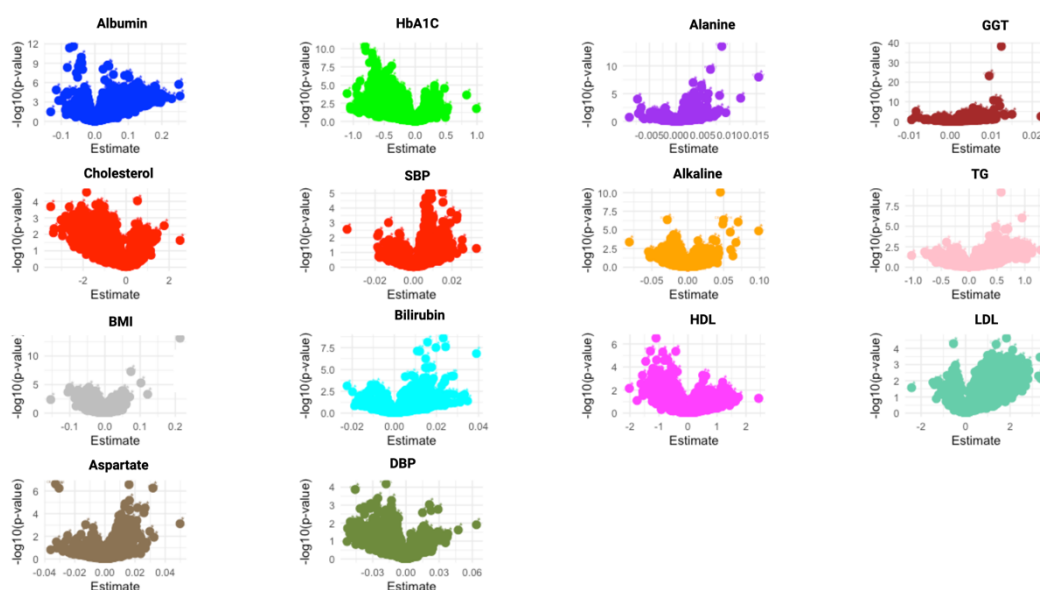 Albumin
-log10(p-value)
12
9
6
3
0
-0.1 0.0 0.1 0.2
Estimate
HbA1C
-log10(p-value)
10.0
7.5
5.0
2.5
0.0
-1.0 -0.5 0.0 0.5 1.0
Estimate
Alanine
-log10(p-value)
10
5
0
-0.005 0.000 0.005 0.010 0.015
Estimate
GGT
-log10(p-value)
40
30
20
10
0
-0.01 0.00 0.01 0.02
Estimate
Cholesterol
-log10(p-value)
4
3
2
1
0
-2 0 2
Estimate
SBP
-log10(p-value)
5
4
3
2
1
0
-0.02 0.00 0.02
Estimate
Alkaline
-log10(p-value)
10.0
7.5
5.0
2.5
0.0
-0.05 0.00 0.05 0.10
Estimate
TG
-log10(p-value)
7.5
5.0
2.5
0.0
-1.0 -0.5 0.0 0.5 1.0
Estimate
BMI
-log10(p-value)
10
5
0
-0.1 0.0 0.1 0.2
Estimate
Bilirubin
-log10(p-value)
7.5
5.0
2.5
0.0
-0.02 0.00 0.02 0.04
Estimate
HDL
-log10(p-value)
6
4
2
0
-2 -1 0 1 2
Estimate
LDL
-log10(p-value)
4
3
2
1
0
-2 0 2
Estimate
Aspartate
-log10(p-value)
6
4
2
0
-0.04 -0.02 0.00 0.02 0.04
Estimate
DBP
-log10(p-value)
4
3
2
1
0
-0.03 0.00 0.03 0.06
Estimate